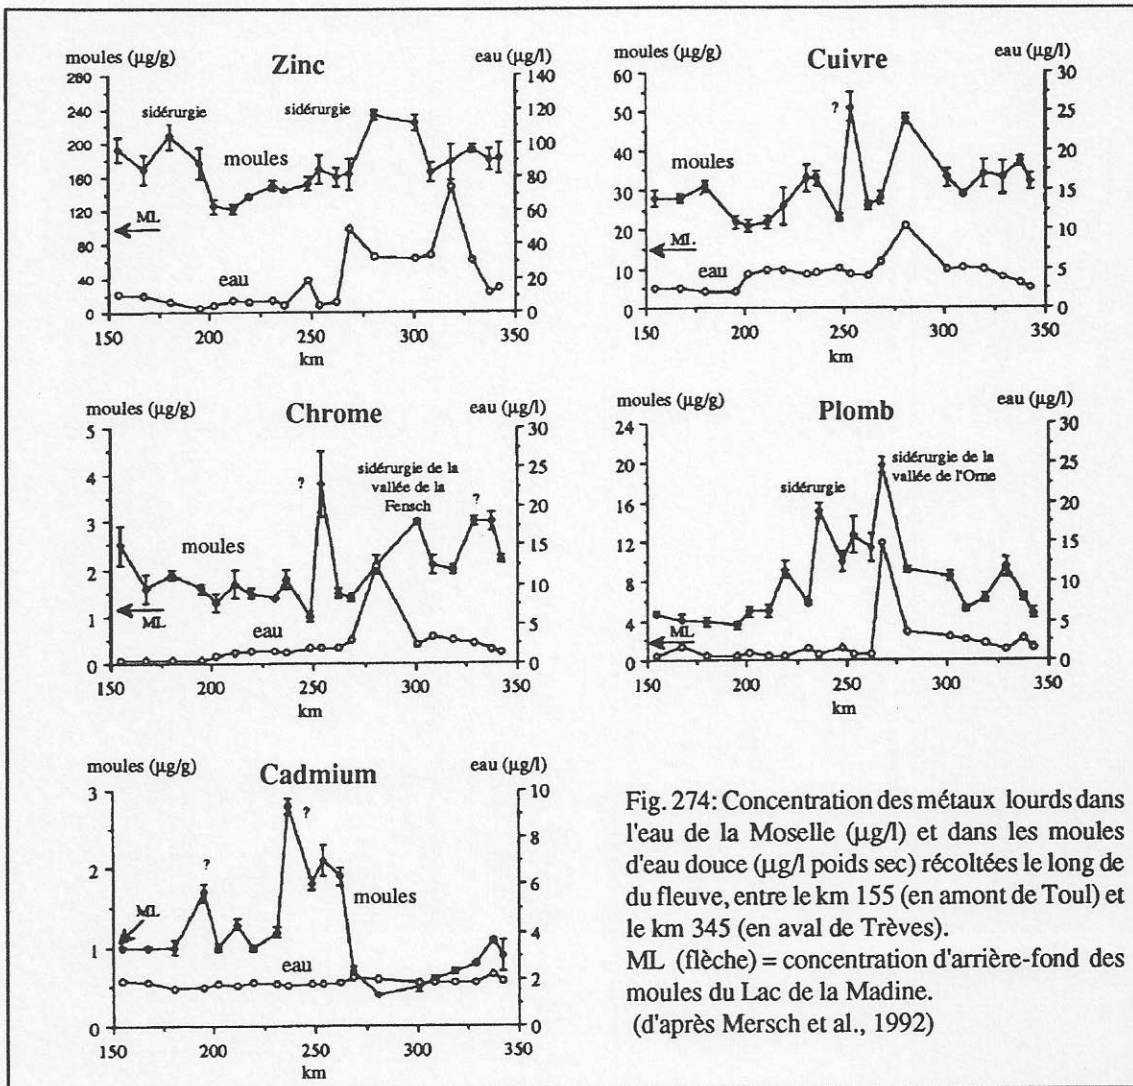 moules (µg/g)
Zinc
eau (µg/l)
280
240
200
160
120
80
40
0
140
120
100
80
60
40
20
0
sidérurgie
sidérurgie
moules
ML
eau
150 200 250 300 350
km
moules (µg/g)
Cuivre
eau (µg/l)
60
50
40
30
20
10
0
30
25
20
15
10
5
0
?
moules
ML
eau
150 200 250 300 350
km
moules (µg/g)
Chrome
eau (µg/l)
5
4
3
2
1
0
30
25
20
15
10
5
0
?
sidérurgie de la
vallée de la
Fensch
?
moules
ML
eau
150 200 250 300 350
km
moules (µg/g)
Plomb
eau (µg/l)
24
20
16
12
8
4
0
30
25
20
15
10
5
0
sidérurgie de la
vallée de l'Orne
sidérurgie
ML
150 200 250 300 350
km
moules (µg/g)
Cadmium
eau (µg/l)
3
2
1
0
10
8
6
4
2
0
?
?
moules
ML
eau
150 200 250 300 350
km
Fig. 274: Concentration des métaux lourds dans
l'eau de la Moselle (µg/l) et dans les moules
d'eau douce (µg/l poids sec) récoltées le long de
du fleuve, entre le km 155 (en amont de Toul) et
le km 345 (en aval de Trèves).
ML (flèche) = concentration d'arrière-fond des
moules du Lac de la Madine.
(d'après Mersch et al., 1992)